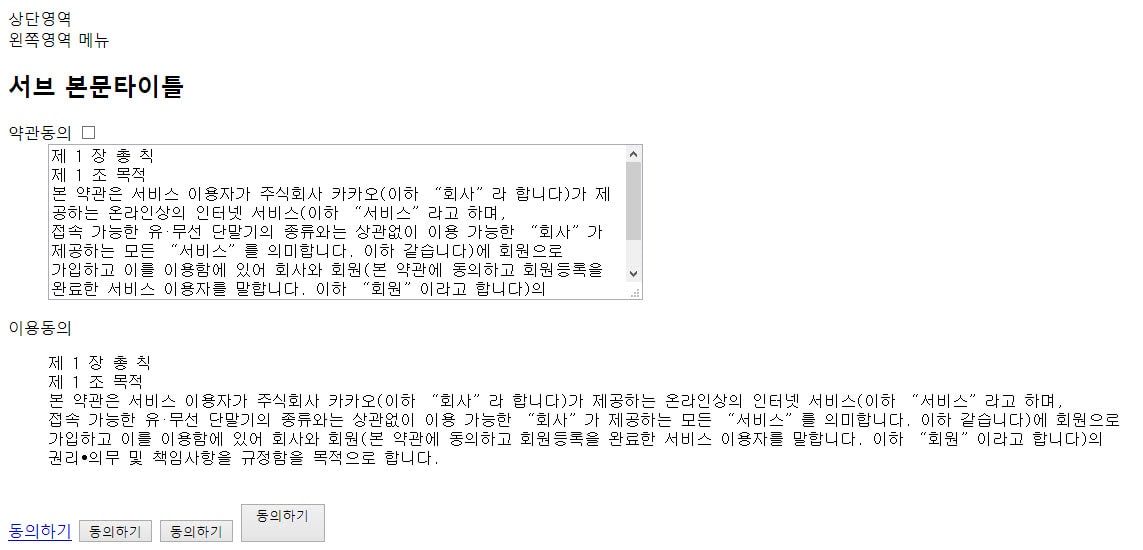 상단영역
왼쪽영역 메뉴
서브 본문타이틀
약관동의
제 1 장 총 칙
제 1 조 목적
본 약관은 서비스 이용자가 주식회사 카카오(이하 “회사”라 합니다)가 제
공하는 온라인상의 인터넷 서비스(이하 “서비스”라고 하며,
접속 가능한 유·무선 단말기의 종류와는 상관없이 이용 가능한 “회사”가
제공하는 모든 “서비스”를 의미합니다. 이하 같습니다)에 회원으로
가입하고 이를 이용함에 있어 회사와 회원(본 약관에 동의하고 회원등록을
완료한 서비스 이용자를 말합니다. 이하 “회원”이라고 합니다)의
이용동의
제 1 장 총 칙
제 1 조 목적
본 약관은 서비스 이용자가 주식회사 카카오(이하 “회사”라 합니다)가 제공하는 온라인상의 인터넷 서비스(이하 “서비스”라고 하며,
접속 가능한 유·무선 단말기의 종류와는 상관없이 이용 가능한 “회사”가 제공하는 모든 “서비스”를 의미합니다. 이하 같습니다)에 회원으로
가입하고 이를 이용함에 있어 회사와 회원(본 약관에 동의하고 회원등록을 완료한 서비스 이용자를 말합니다. 이하 “회원”이라고 합니다)의
권리•의무 및 책임사항을 규정함을 목적으로 합니다.
동의하기 동의하기 동의하기 동의하기